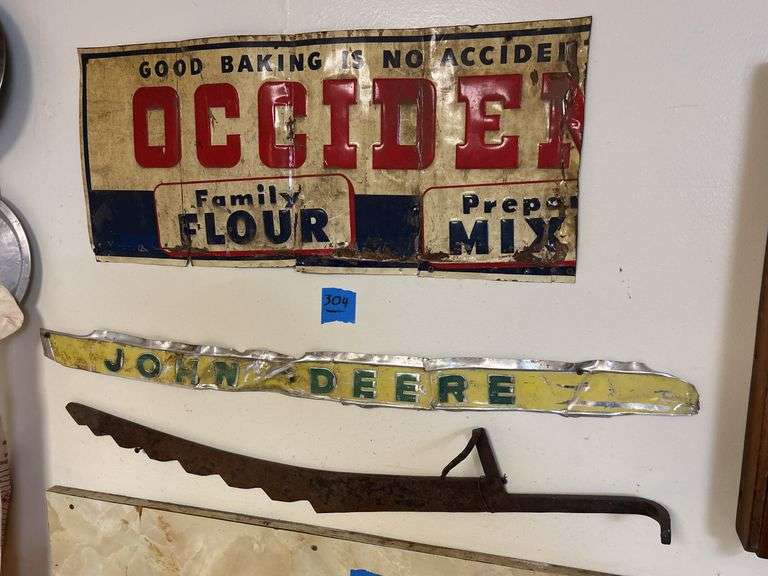 GOOD BAKING IS NO ACCIDE
OCCIDE
Family
FLOUR
Prepa
MIX
304
JOHN DEERE